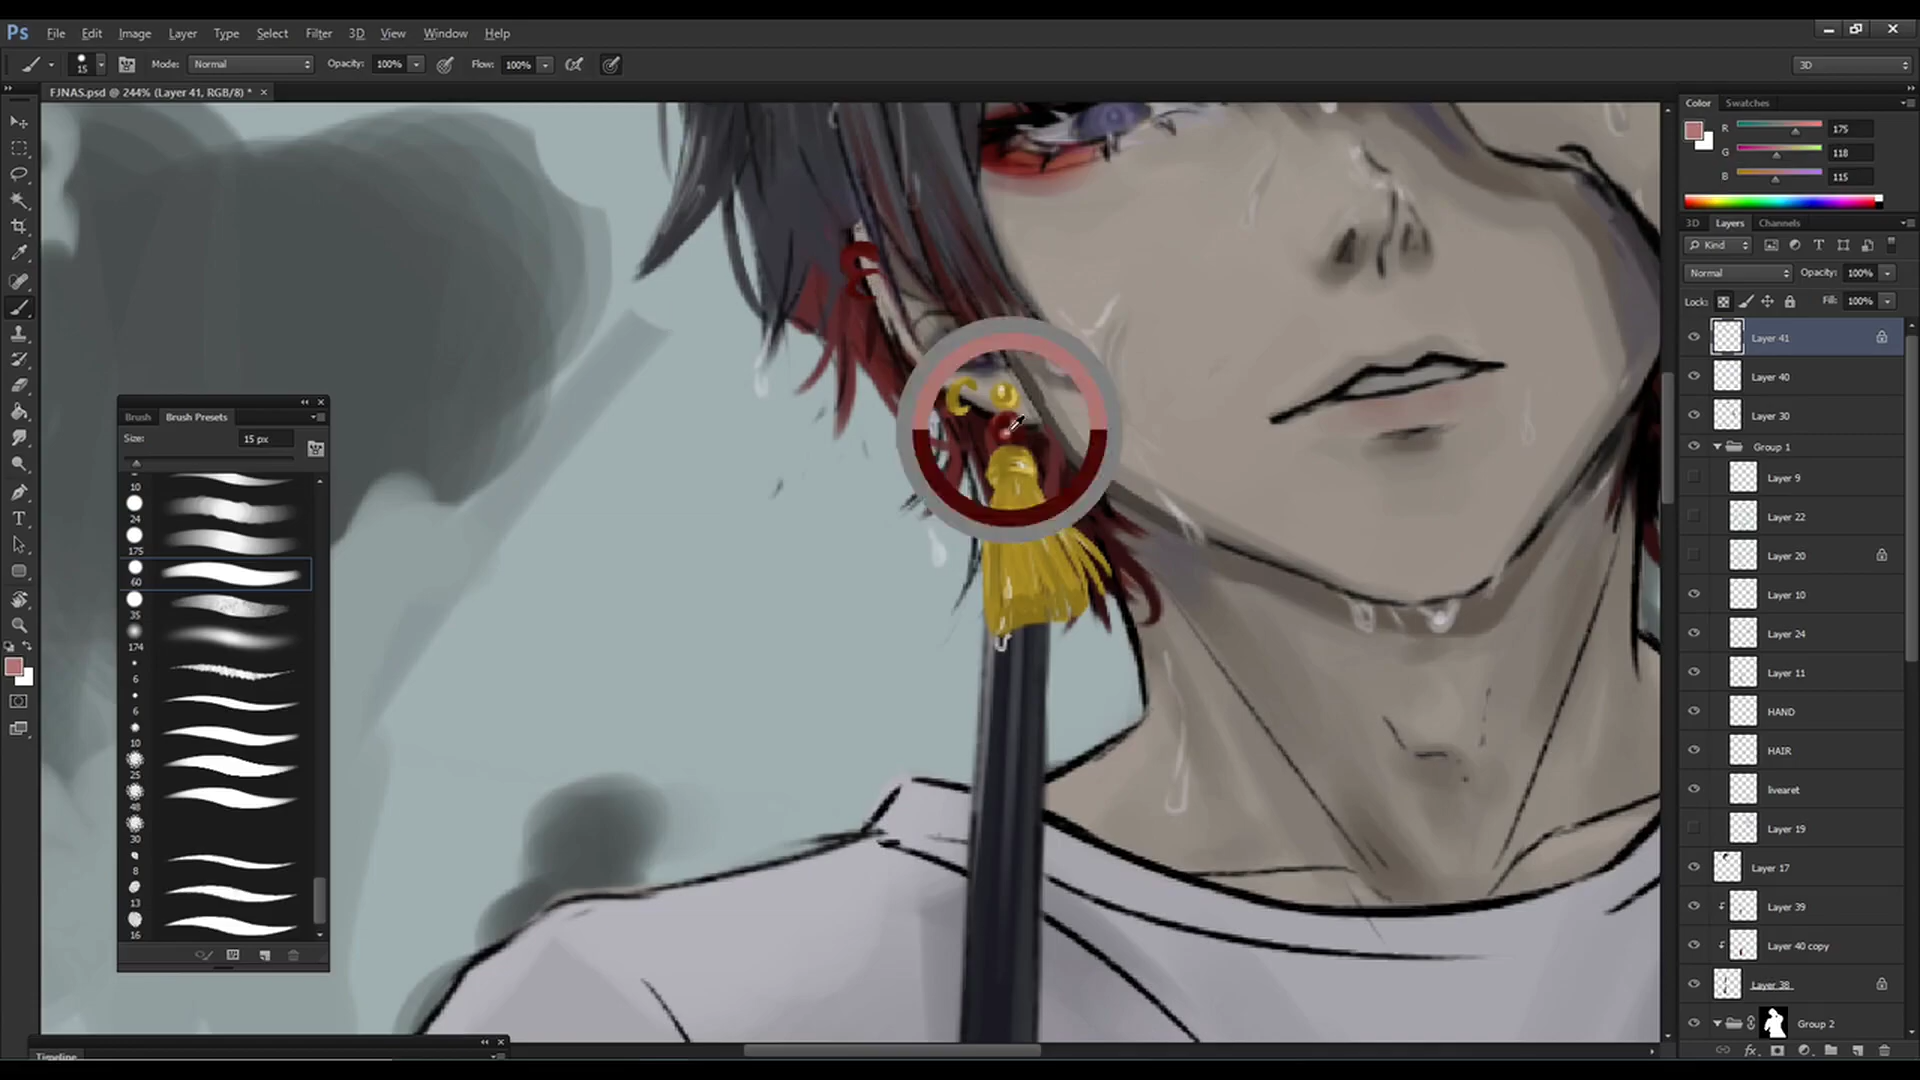 Ps File Edit Image Layer Type Select Filter 3D View Window Help
15 Mode: Normal Opacity: 100% Flow: 100% 3D
FJNAS.psd @ 244% (Layer 41, RGB/8) * ×
Color Swatches
R 175
G 118
B 115
3D Layers Channels
Kind
Normal Opacity: 100%
Lock: Fill: 100%
Layer 41
Layer 40
Layer 30
Group 1
Layer 9
Layer 22
Layer 20
Layer 10
Layer 24
Layer 11
HAND
HAIR
livearet
Layer 19
Layer 17
Layer 39
Layer 40 copy
Layer 38
Group 2
Brush Brush Presets
Size: 15 px
10
24
175
60
35
174
6
6
10
25
48
30
8
13
16
Timeline